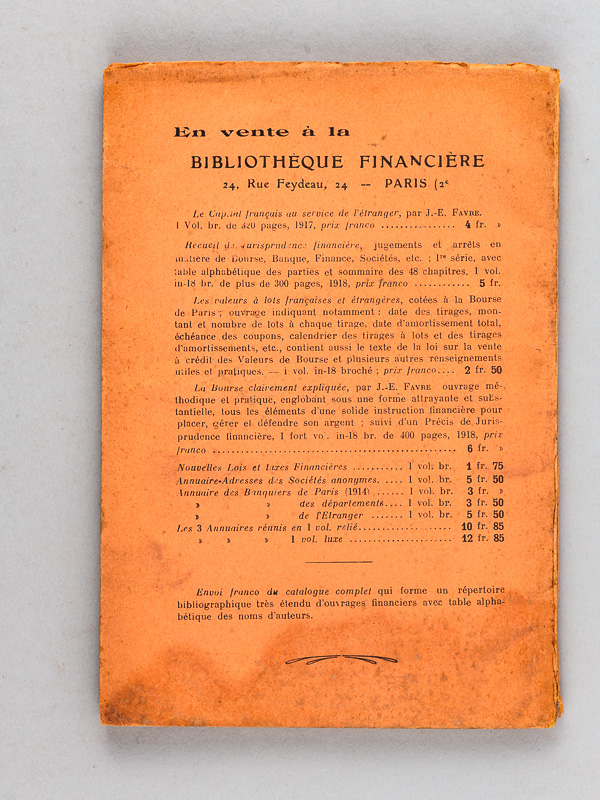 En vente à la
BIBLIOTHÈQUE FINANCIÈRE
24, Rue Feydeau, 24 -- PARIS (2e
Le Capital français au service de l'étranger, par J.-E. FAVRE.
1 Vol. br. de 320 pages, 1917, prix franco ................ 4 fr. »
Recueil de Jurisprudence financière, jugements et arrêts en
matière de Bourse, Banque, Finance, Sociétés, etc. ; 1re série, avec
table alphabétique des parties et sommaire des 48 chapitres, 1 vol.
in-18 br. de plus de 300 pages, 1918, prix franco ............ 5 fr.
Les valeurs à lots françaises et étrangères, cotées à la Bourse
de Paris ; ouvrage indiquant notamment : date des tirages, mon-
tant et nombre de lots à chaque tirage, date d'amortissement total,
échéance des coupons, calendrier des tirages à lots et des tirages
d'amortissements, etc., contient aussi le texte de la loi sur la vente
à crédit des Valeurs de Bourse et plusieurs autres renseignements
utiles et pratiques. — 1 vol. in-18 broché ; prix franco.... 2 fr. 50
La Bourse clairement expliquée, par J.-E. FAVRE ouvrage mé-
thodique et pratique, englobant sous une forme attrayante et subs-
tantielle, tous les éléments d'une solide instruction financière pour
placer, gérer et défendre son argent ; suivi d'un Précis de Juris-
prudence financière, 1 fort vol. in-18 br. de 400 pages, 1918, prix
franco .................................................... 6 fr. »
Nouvelles Lois et taxes Financières ........... 1 vol. br. 1 fr. 75
Annuaire-Adresses des Sociétés anonymes. .... 1 vol. br. 5 fr. 50
Annuaire des Banquiers de Paris (1914) ...... 1 vol. br. 3 fr. »
» » des départements.... 1 vol. br. 3 fr. 50
» » de l'Etranger ....... 1 vol. br. 5 fr. 50
Les 3 Annuaires réunis en 1 vol. relié.................... 10 fr. 85
» » » 1 vol. luxe ...................... 12 fr. 85
Envoi franco du catalogue complet qui forme un répertoire
bibliographique très étendu d'ouvrages financiers avec table alpha-
bétique des noms d'auteurs.